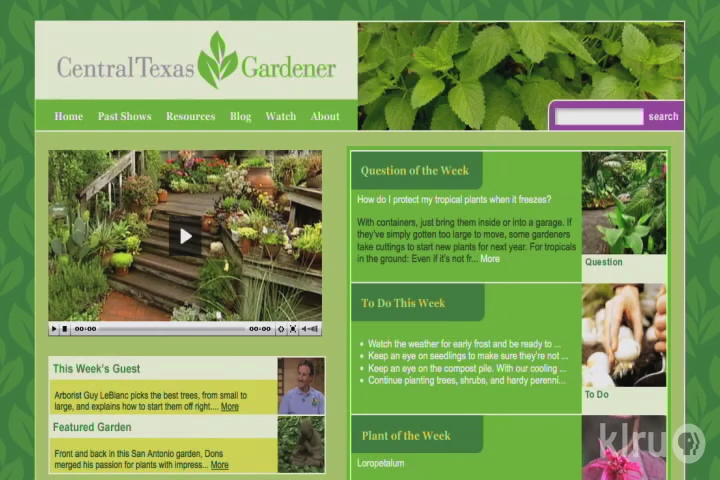 CentralTexas Gardener
Home Past Shows Resources Blog Watch About
search
00:00 00:00
Question of the Week
How do I protect my tropical plants when it freezes?
With containers, just bring them inside or into a garage. If
they've simply gotten too large to move, some gardeners
take cuttings to start new plants for next year. For tropicals
in the ground: Even if it's not fr... More
Question
To Do This Week
Watch the weather for early frost and be ready to ...
Keep an eye on seedlings to make sure they're not ...
Keep an eye on the compost pile. With our cooling ...
Continue planting trees, shrubs, and hardy perenni...
To Do
This Week's Guest
Arborist Guy LeBlanc picks the best trees, from small to
large, and explains how to start them off right.... More
Featured Garden
Front and back in this San Antonio garden, Dons
merged his passion for plants with impress... More
Plant of the Week
Loropetalum
klru